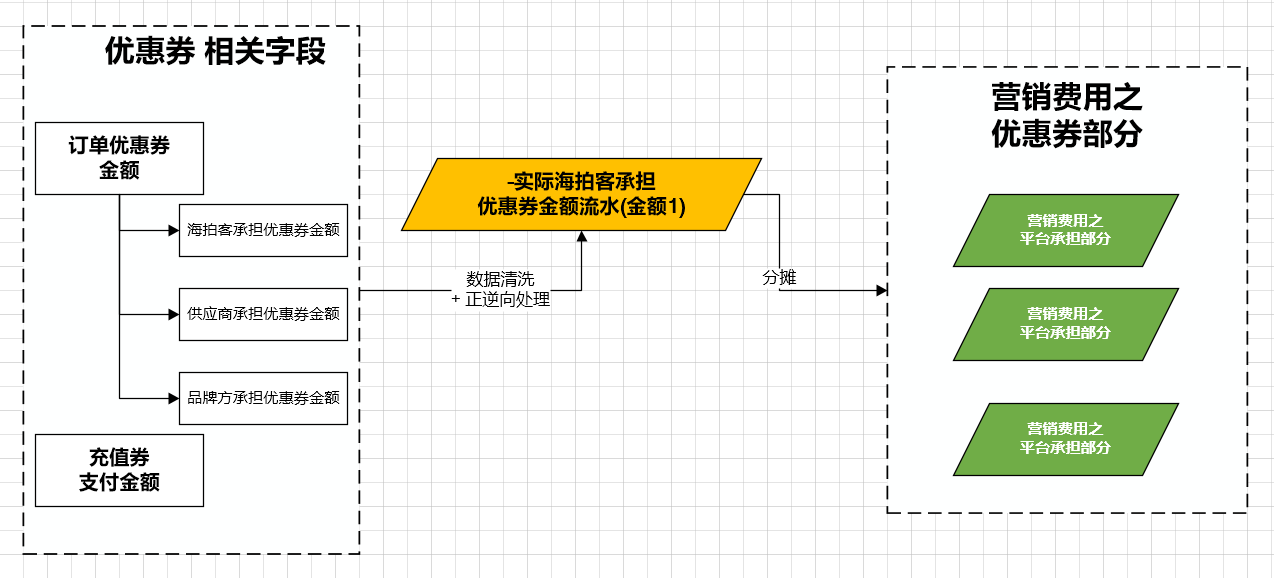 优惠券 相关字段
订单优惠券
金额
海拍客承担优惠券金额
供应商承担优惠券金额
品牌方承担优惠券金额
充值券
支付金额
数据清洗
+ 正逆向处理
-实际海拍客承担
优惠券金额流水(金额1)
分摊
营销费用之
优惠券部分
营销费用之
平台承担部分
营销费用之
平台承担部分
营销费用之
平台承担部分